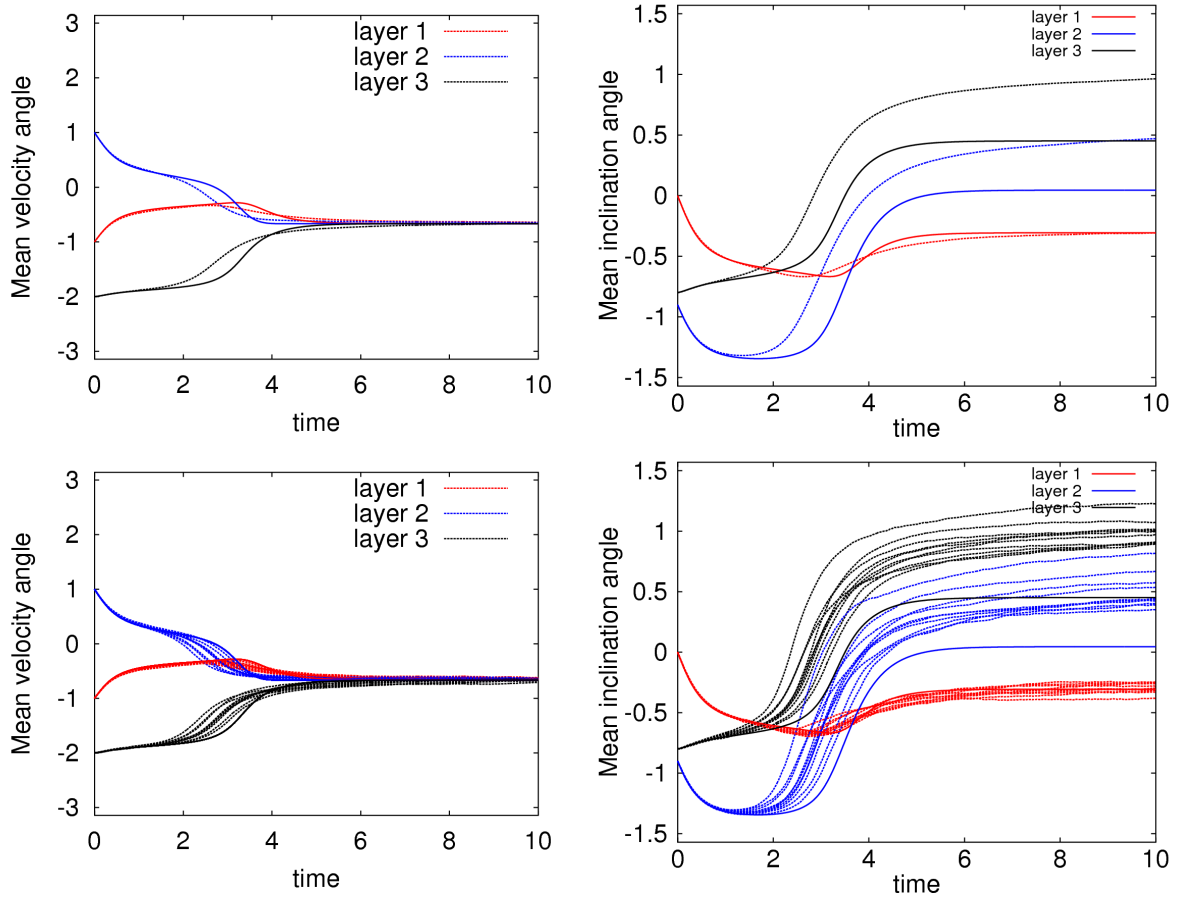 Mean velocity angle
3
2
1
0
-1
-2
-3
0 2 4 6 8 10
time
layer 1
layer 2
layer 3
Mean inclination angle
1.5
1
0.5
0
-0.5
-1
-1.5
0 2 4 6 8 10
time
layer 1
layer 2
layer 3
Mean velocity angle
3
2
1
0
-1
-2
-3
0 2 4 6 8 10
time
layer 1
layer 2
layer 3
Mean inclination angle
1.5
1
0.5
0
-0.5
-1
-1.5
0 2 4 6 8 10
time
layer 1
layer 2
layer 3